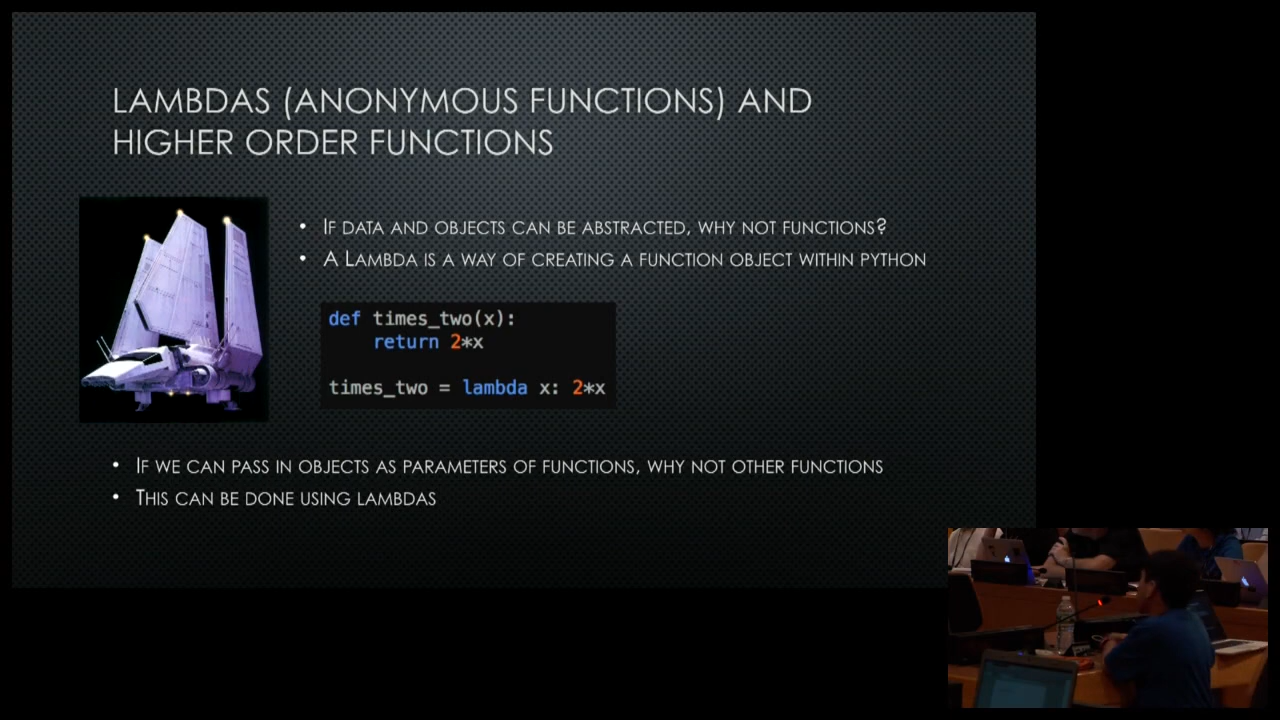 LAMBDAS (ANONYMOUS FUNCTIONS) AND
HIGHER ORDER FUNCTIONS
• IF DATA AND OBJECTS CAN BE ABSTRACTED, WHY NOT FUNCTIONS?
• A LAMBDA IS A WAY OF CREATING A FUNCTION OBJECT WITHIN PYTHON
def times_two(x):
    return 2*x
times_two = lambda x: 2*x
• IF WE CAN PASS IN OBJECTS AS PARAMETERS OF FUNCTIONS, WHY NOT OTHER FUNCTIONS
• THIS CAN BE DONE USING LAMBDAS